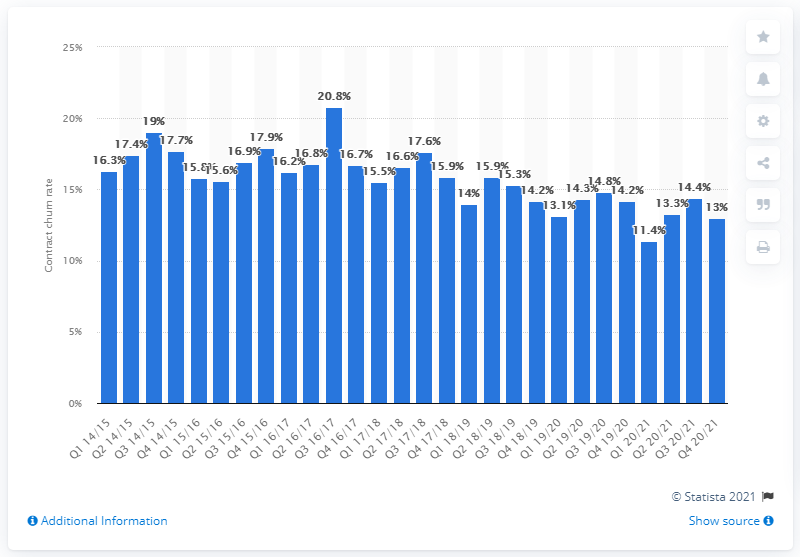 25%
20%
15%
10%
5%
0%
Contract churn rate
16.3%
17.4%
19%
17.7%
15.8%
15.6%
16.9%
17.9%
16.2%
16.8%
20.8%
16.7%
15.5%
16.6%
17.6%
15.9%
14%
15.9%
15.3%
14.2%
13.1%
14.3%
14.8%
14.2%
11.4%
13.3%
14.4%
13%
Q1 14/15
Q2 14/15
Q3 14/15
Q4 14/15
Q1 15/16
Q2 15/16
Q3 15/16
Q4 15/16
Q1 16/17
Q2 16/17
Q3 16/17
Q4 16/17
Q1 17/18
Q2 17/18
Q3 17/18
Q4 17/18
Q1 18/19
Q2 18/19
Q3 18/19
Q4 18/19
Q1 19/20
Q2 19/20
Q3 19/20
Q4 19/20
Q1 20/21
Q2 20/21
Q3 20/21
Q4 20/21
© Statista 2021
Additional Information
Show source